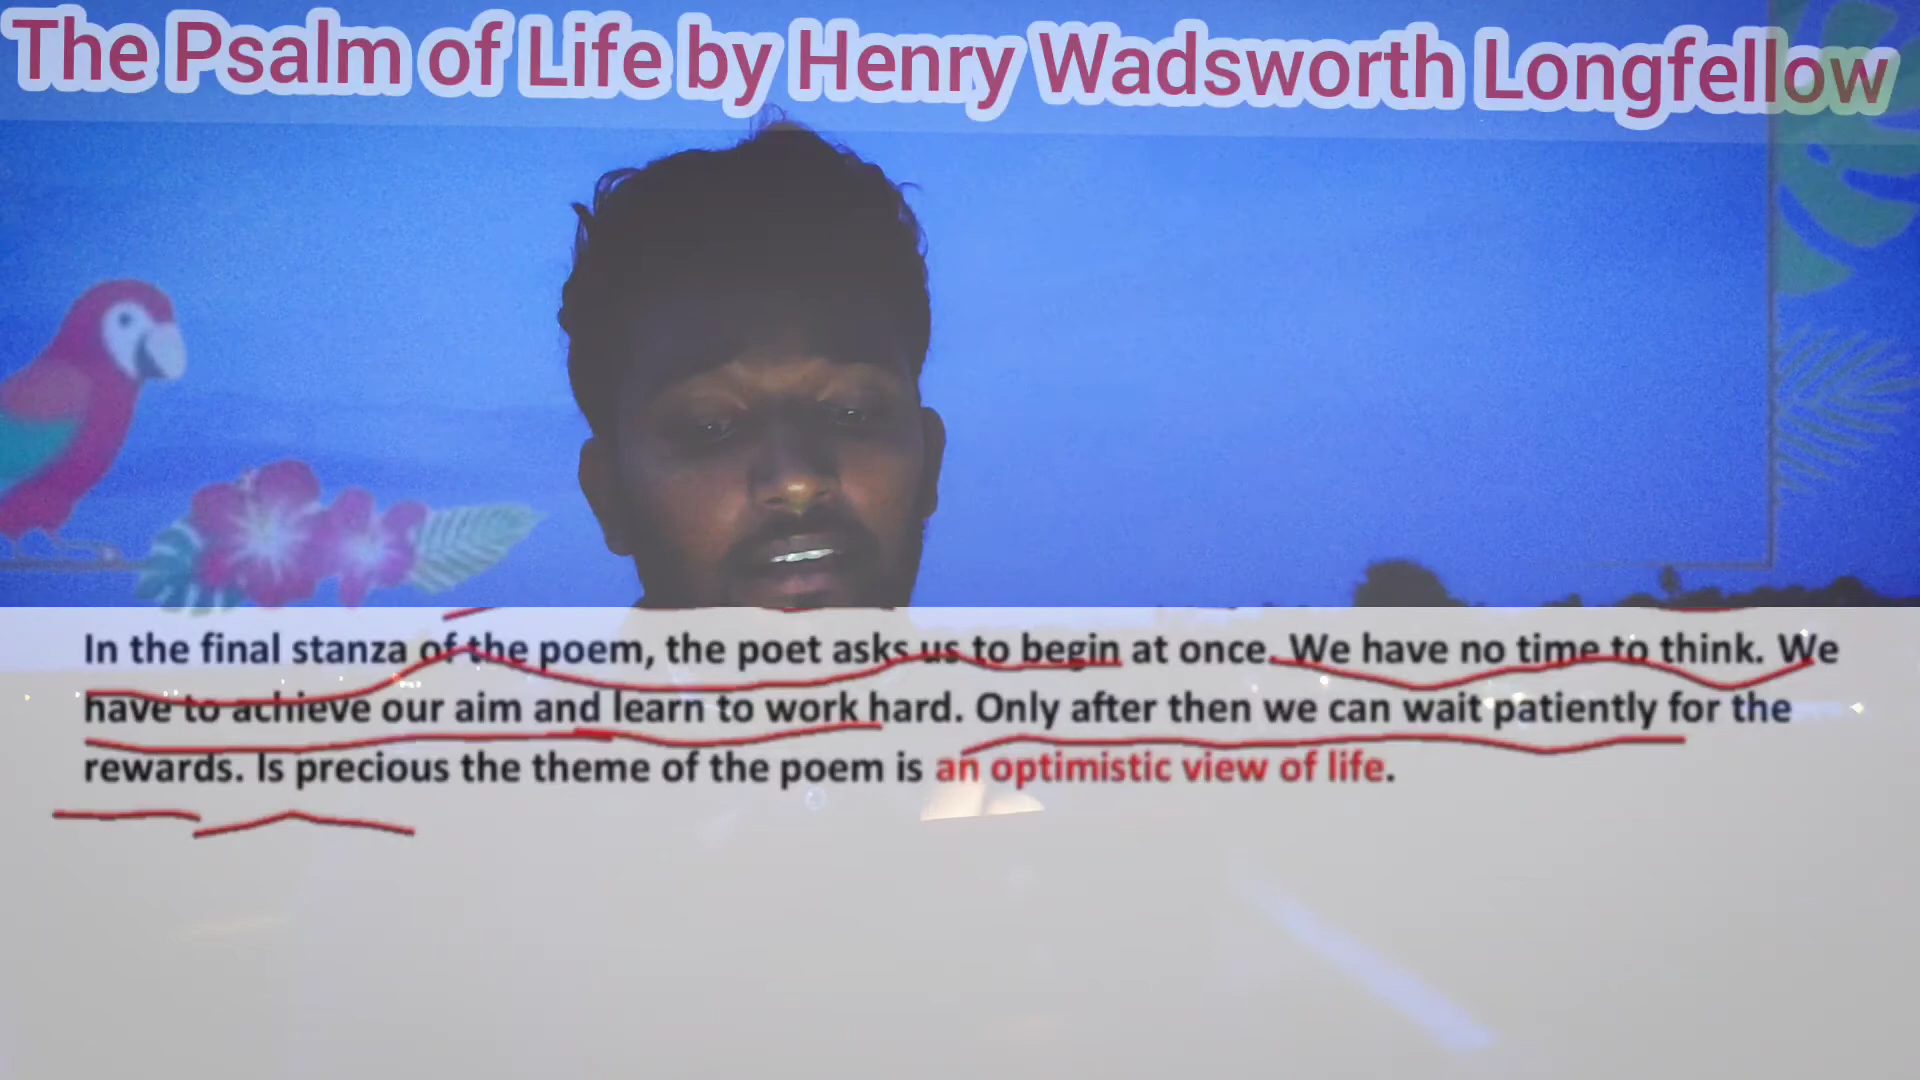 The Psalm of Life by Henry Wadsworth Longfellow
In the final stanza of the poem, the poet asks us to begin at once. We have no time to think. We
have to achieve our aim and learn to work hard. Only after then we can wait patiently for the
rewards. Is precious the theme of the poem is an optimistic view of life.